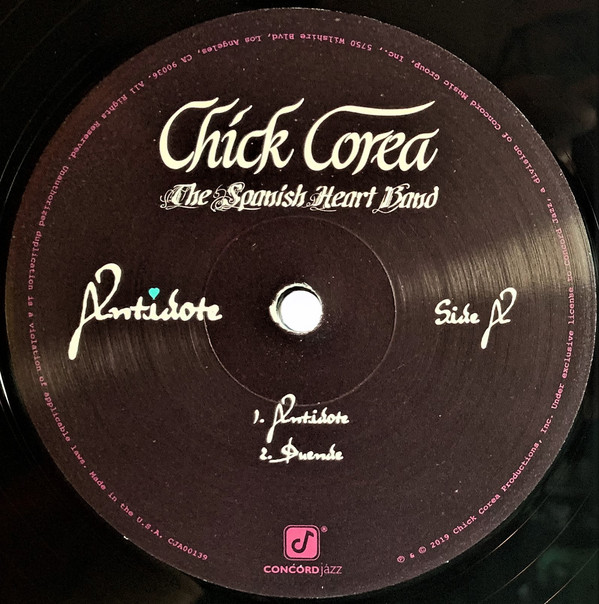 Chick Corea
The Spanish Heart Band
Antidote
Side A
1. Antidote
2. Duende
CONCORD jazz
®
℗ & © 2019 Chick Corea Productions, Inc. Under exclusive license to Concord Jazz, a division of Concord Music Group, Inc., 5750 Wilshire Blvd, Los Angeles, CA 90036. All Rights Reserved. Unauthorized duplication is a violation of applicable laws. Made in the U.S.A. CJA00139